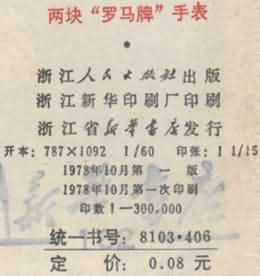 两块“罗马牌”手表
浙江人民出版社出版
浙江新华印刷厂印刷
浙江省新华书店发行
开本：787×1092 1/60 印张：1 1/15
1978年10月第一版
1978年10月第一次印刷
印数1—300,000
统一书号：8103·406
定价：0.08元